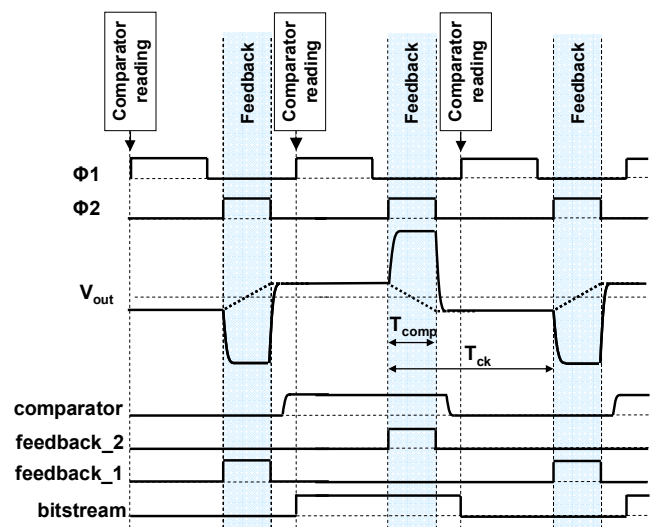 Comparator
reading
Feedback
Comparator
reading
Feedback
Comparator
reading
Feedback
Φ1
Φ2
Vout
Tcomp
Tck
comparator
feedback_2
feedback_1
bitstream